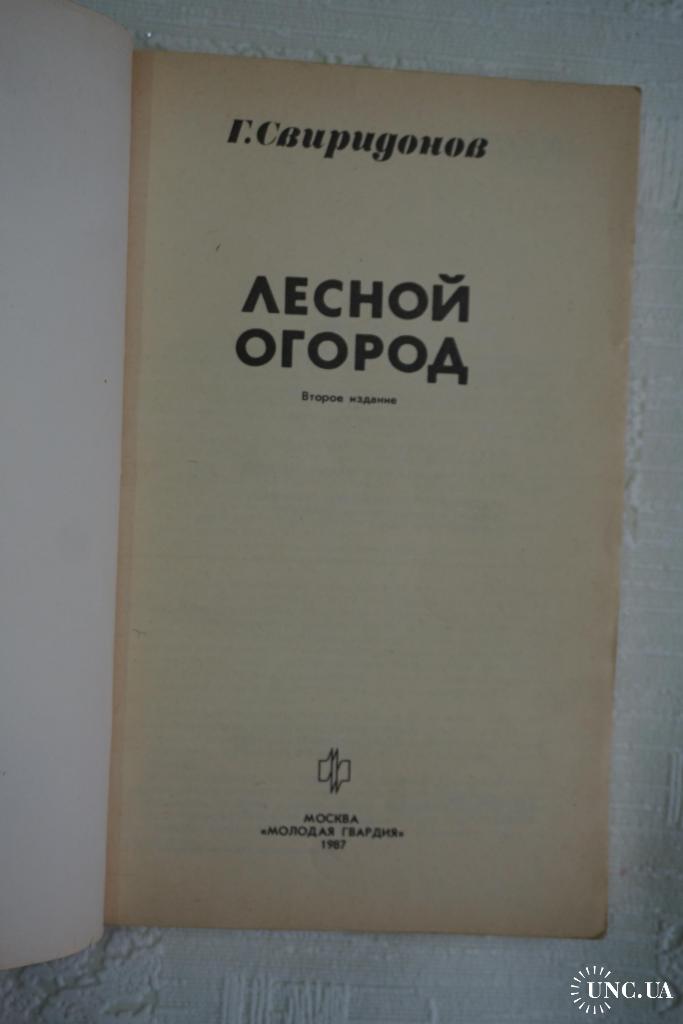 Г. Свиридонов
ЛЕСНОЙ
ОГОРОД
Второе издание
МОСКВА
«МОЛОДАЯ ГВАРДИЯ»
1987
UNC.UA